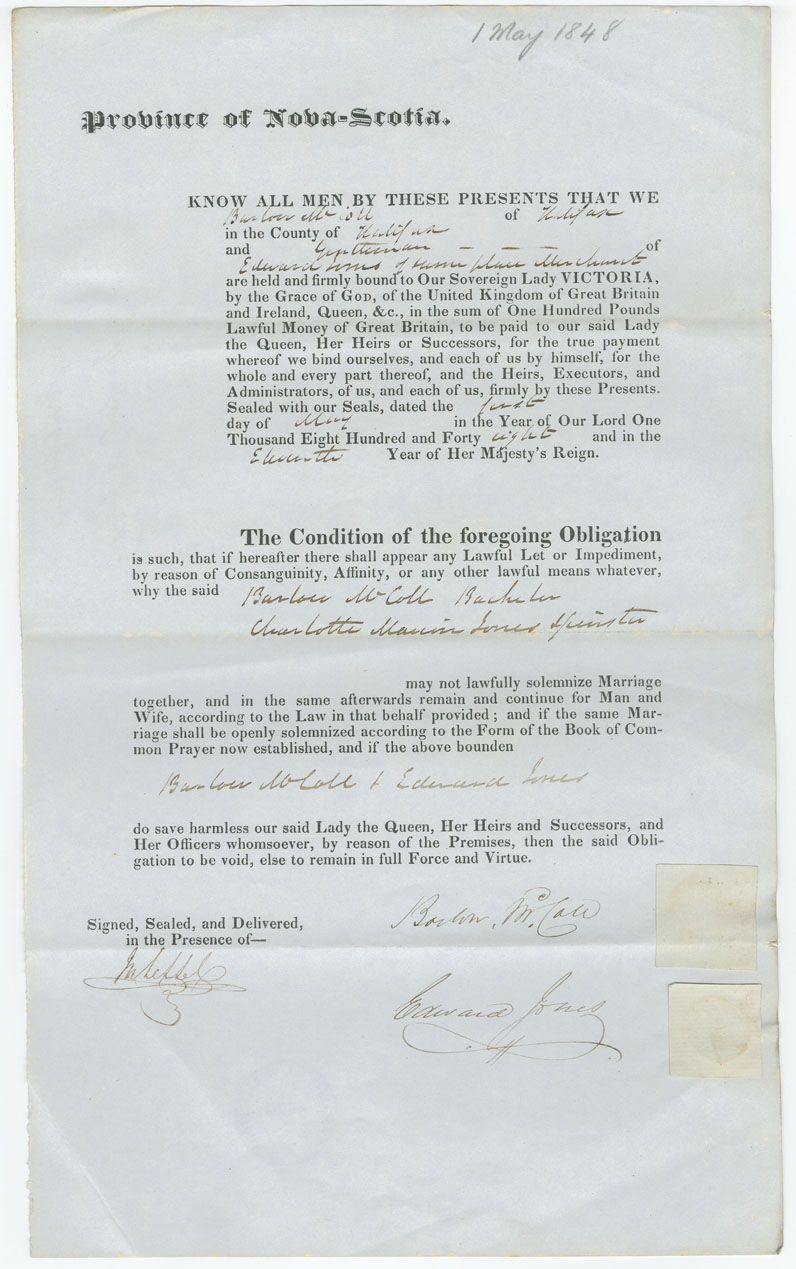 1 May 1848
Province of Nova-Scotia.
KNOW ALL MEN BY THESE PRESENTS THAT WE
Barlow McColl of Halifax
in the County of Halifax
and Gentleman — — — of
Edward Jones of same place Merchant
are held and firmly bound to Our Sovereign Lady VICTORIA,
by the Grace of GOD, of the United Kingdom of Great Britain
and Ireland, Queen, &c., in the sum of One Hundred Pounds
Lawful Money of Great Britain, to be paid to our said Lady
the Queen, Her Heirs or Successors, for the true payment
whereof we bind ourselves, and each of us by himself, for the
whole and every part thereof, and the Heirs, Executors, and
Administrators, of us, and each of us, firmly by these Presents.
Sealed with our Seals, dated the first
day of May in the Year of Our Lord One
Thousand Eight Hundred and Forty eight and in the
Eleventh Year of Her Majesty's Reign.
The Condition of the foregoing Obligation
is such, that if hereafter there shall appear any Lawful Let or Impediment,
by reason of Consanguinity, Affinity, or any other lawful means whatever,
why the said Barlow McColl Bachelor
Charlotte Marion Jones Spinster
may not lawfully solemnize Marriage
together, and in the same afterwards remain and continue for Man and
Wife, according to the Law in that behalf provided; and if the same Mar-
riage shall be openly solemnized according to the Form of the Book of Com-
mon Prayer now established, and if the above bounden
Barlow McColl & Edward Jones
do save harmless our said Lady the Queen, Her Heirs and Successors, and
Her Officers whomsoever, by reason of the Premises, then the said Obli-
gation to be void, else to remain in full Force and Virtue.
Signed, Sealed, and Delivered,
in the Presence of—
Barlow McColl
Edward Jones